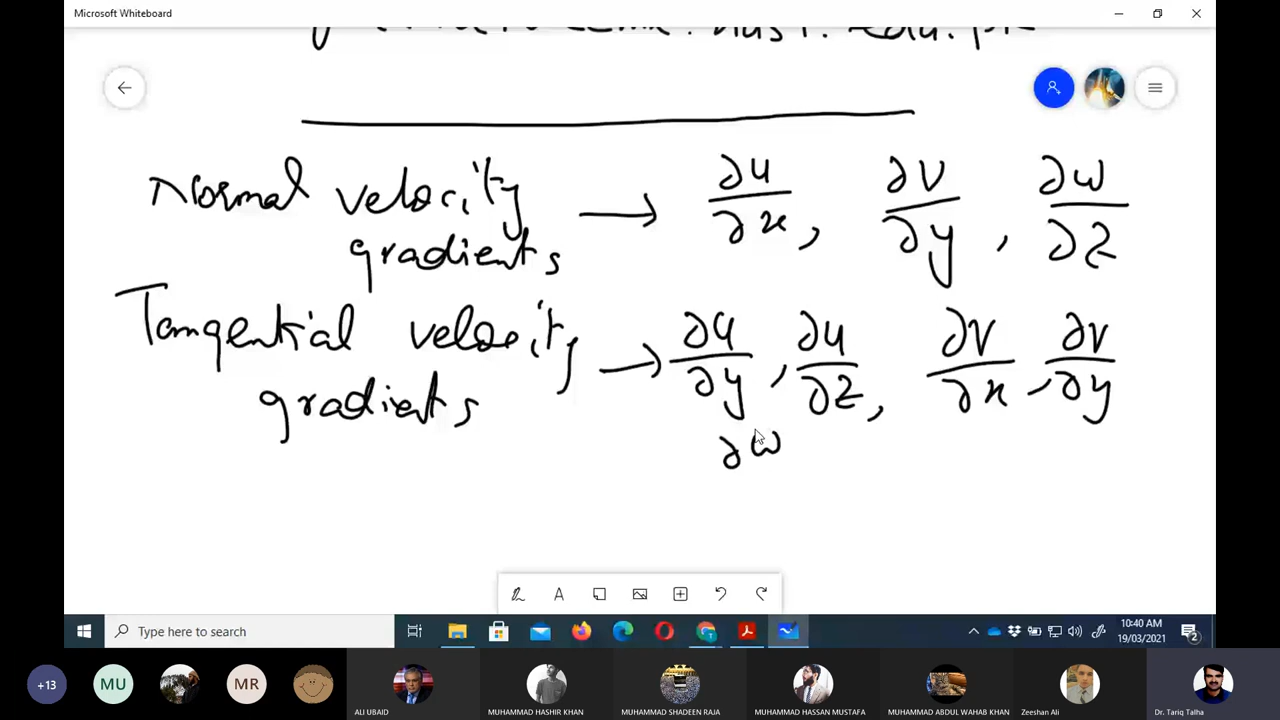 Microsoft Whiteboard
Normal velocity gradients → ∂u/∂x, ∂v/∂y, ∂w/∂z
Tangential velocity gradients → ∂u/∂y, ∂u/∂z, ∂v/∂x, ∂v/∂y
∂w
A
Type here to search
10:40 AM
19/03/2021
2
+13
MU
MR
ALI UBAID
MUHAMMAD HASHIR KHAN
MUHAMMAD SHADEEN RAJA
MUHAMMAD HASSAN MUSTAFA
MUHAMMAD ABDUL WAHAB KHAN
Zeeshan Ali
Dr. Tariq Talha